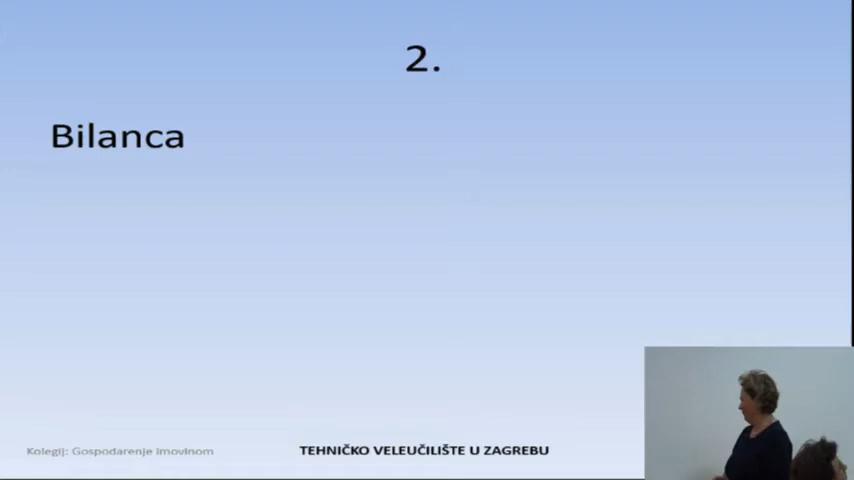 2.
Bilanca
Kolegij: Gospodarenje imovinom
TEHNIČKO VELEUČILIŠTE U ZAGREBU